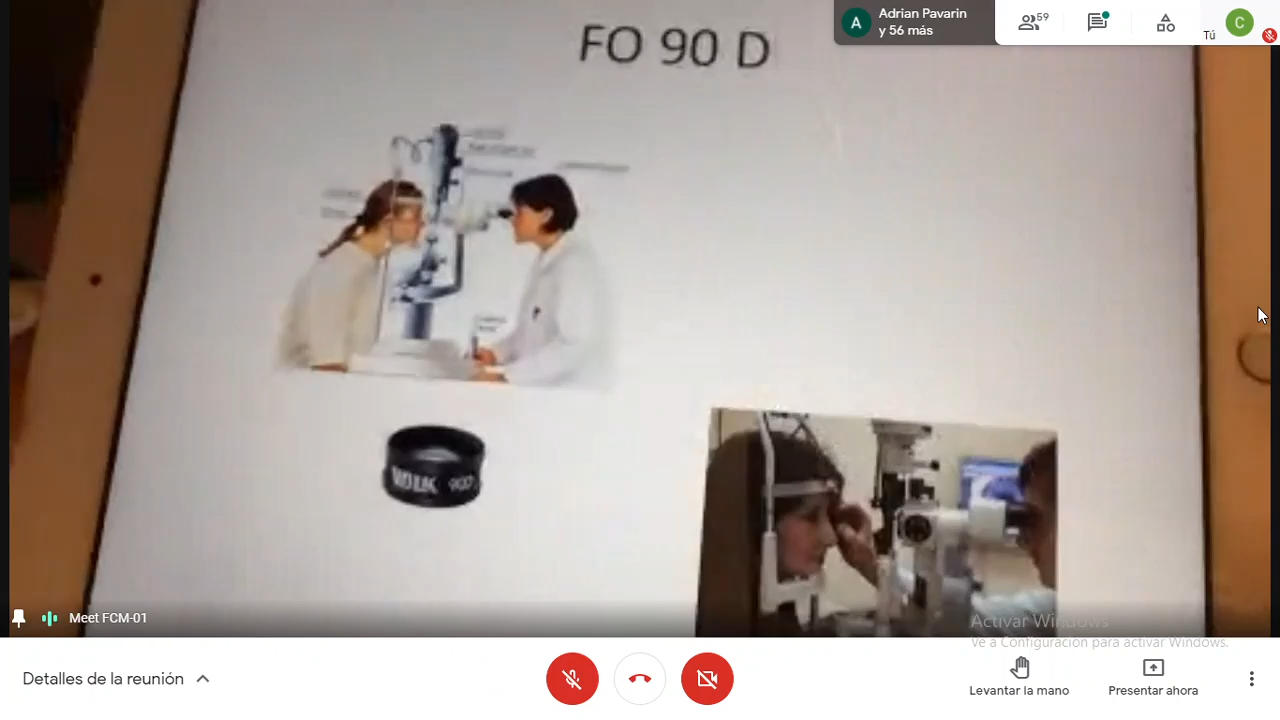 FO 90 D
Adrian Pavarin
y 56 más
59
Tú
A
C
VOLK 90D
Meet FCM-01
Activar Windows
Ve a Configuración para activar Windows.
Detalles de la reunión
Levantar la mano
Presentar ahora